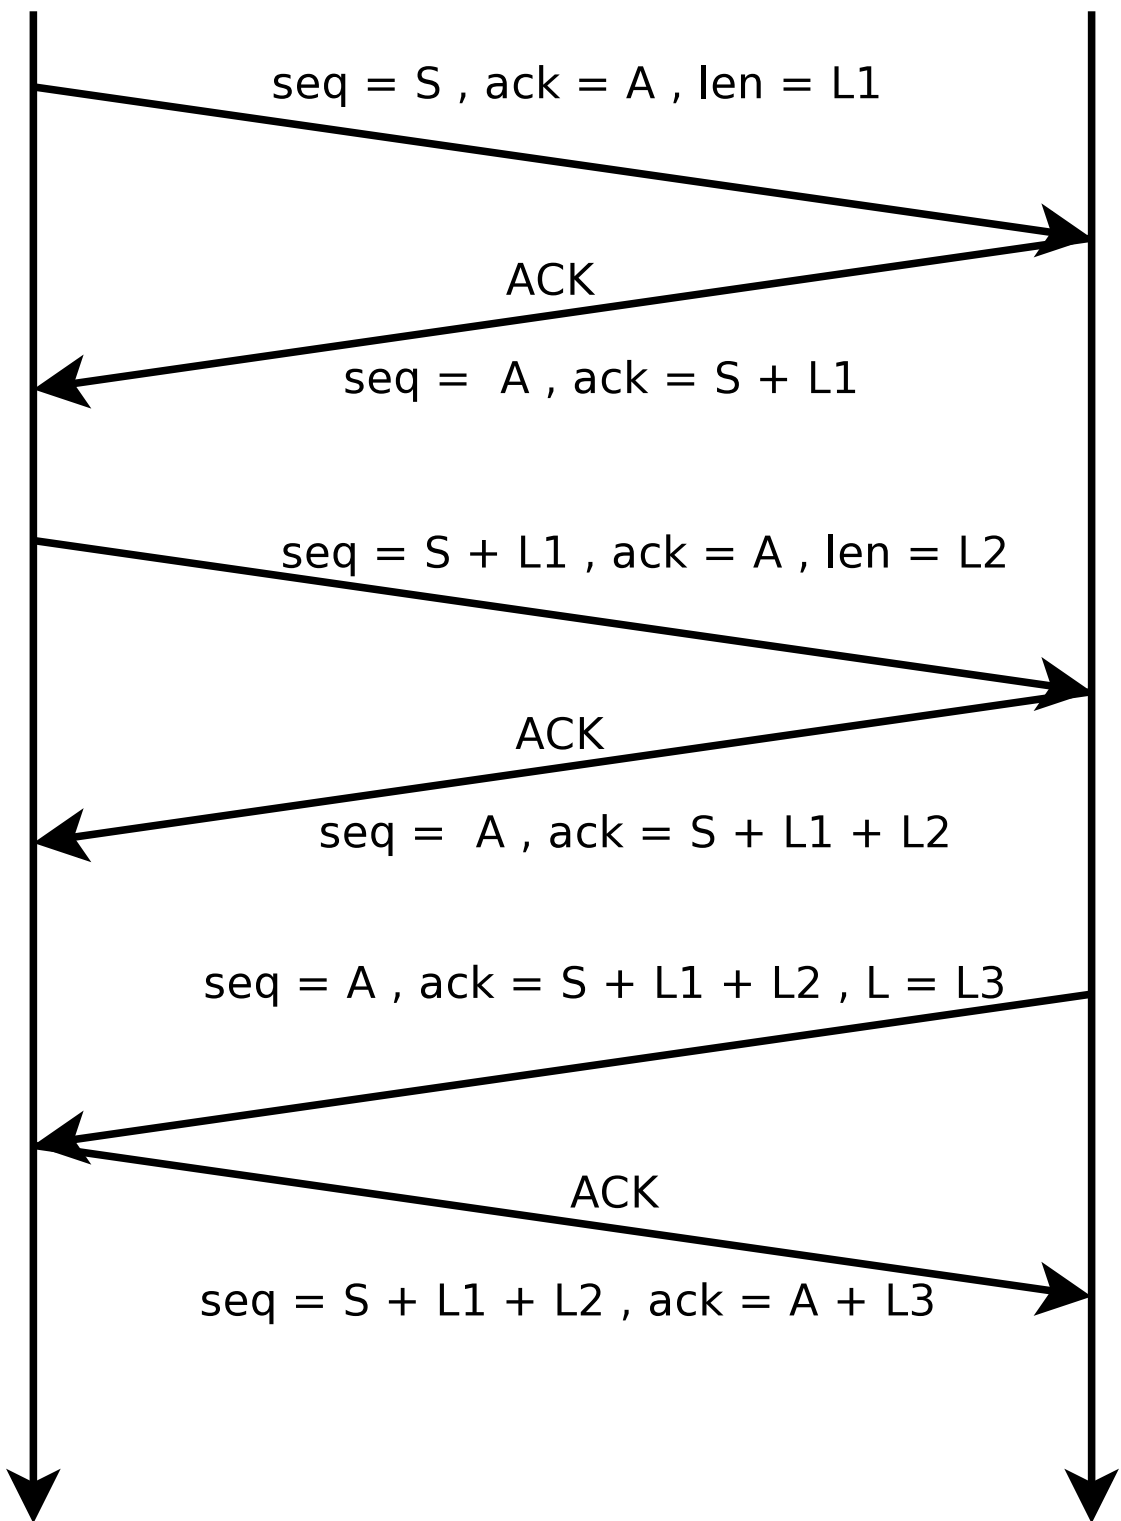 seq = S , ack = A , len = L1
ACK
seq =  A , ack = S + L1
seq = S + L1 , ack = A , len = L2
ACK
seq =  A , ack = S + L1 + L2
seq = A , ack = S + L1 + L2 , L = L3
ACK
seq = S + L1 + L2 , ack = A + L3